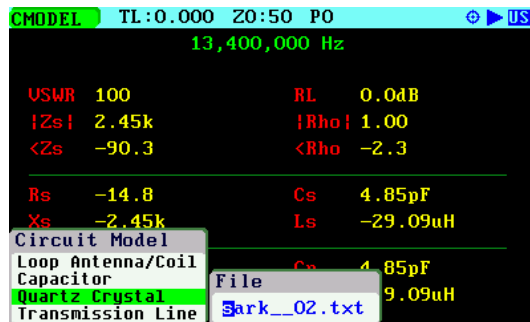 CMODEL TL:0.000 Z0:50 PO US
13,400,000 Hz
VSWR 100 RL 0.0dB
|Zs| 2.45k |Rho| 1.00
<Zs -90.3 <Rho -2.3
Rs -14.8 Cs 4.85pF
Xs -2.45k Ls -29.09uH
Circuit Model
Loop Antenna/Coil Cp 4.85pF
Capacitor File
Quartz Crystal 9.09uH
Transmission Line Sark__02.txt